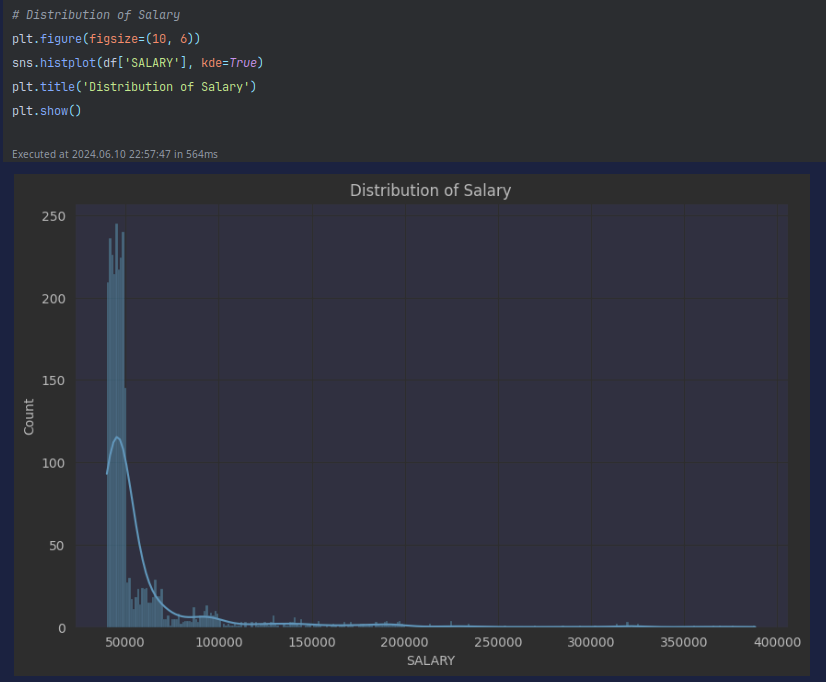 # Distribution of Salary
plt.figure(figsize=(10, 6))
sns.histplot(df['SALARY'], kde=True)
plt.title('Distribution of Salary')
plt.show()
Executed at 2024.06.10 22:57:47 in 564ms
Distribution of Salary
250
200
150
100
50
0
Count
50000 100000 150000 200000 250000 300000 350000 400000
SALARY